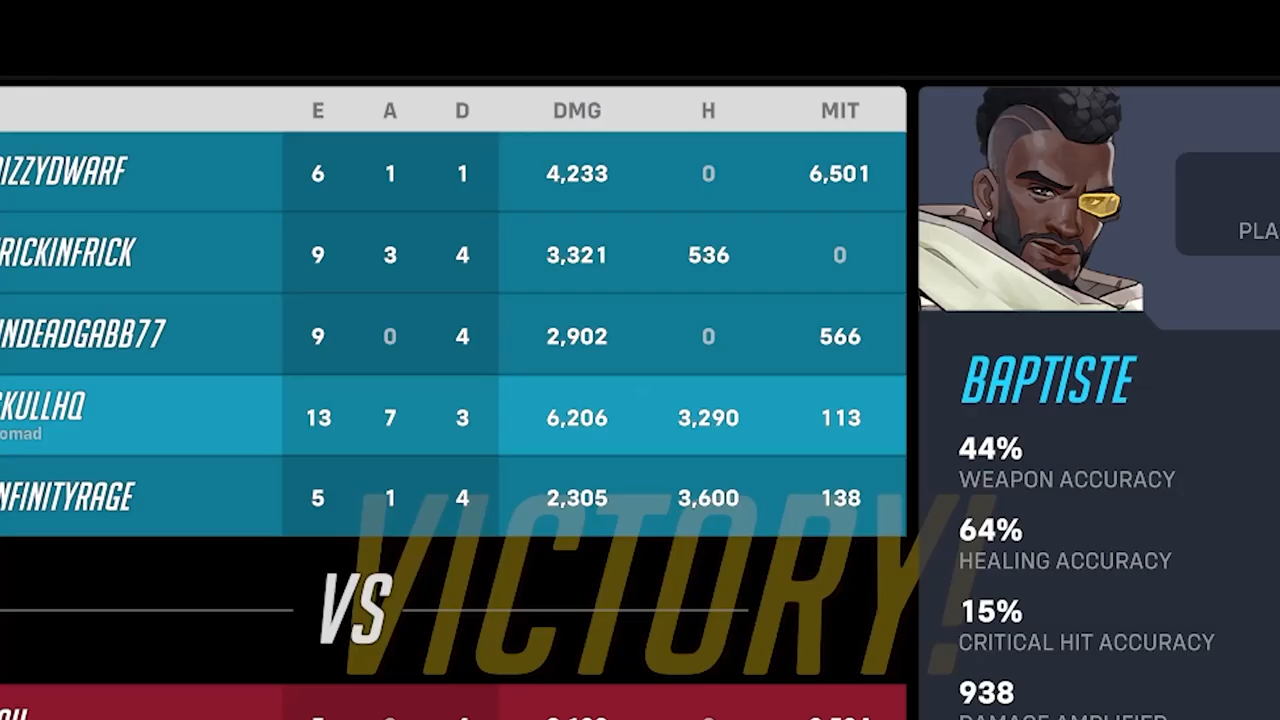 E A D DMG H MIT
IZZYDWARF 6 1 1 4,233 0 6,501
RICKINFRICK 9 3 4 3,321 536 0
NDEADGABB77 9 0 4 2,902 0 566
SKULLHQ 13 7 3 6,206 3,290 113
omad
NFINITYRAGE 5 1 4 2,305 3,600 138
VICTORY!
VS
PLA
BAPTISTE
44%
WEAPON ACCURACY
64%
HEALING ACCURACY
15%
CRITICAL HIT ACCURACY
938
DAMAGE AMPLIFIED